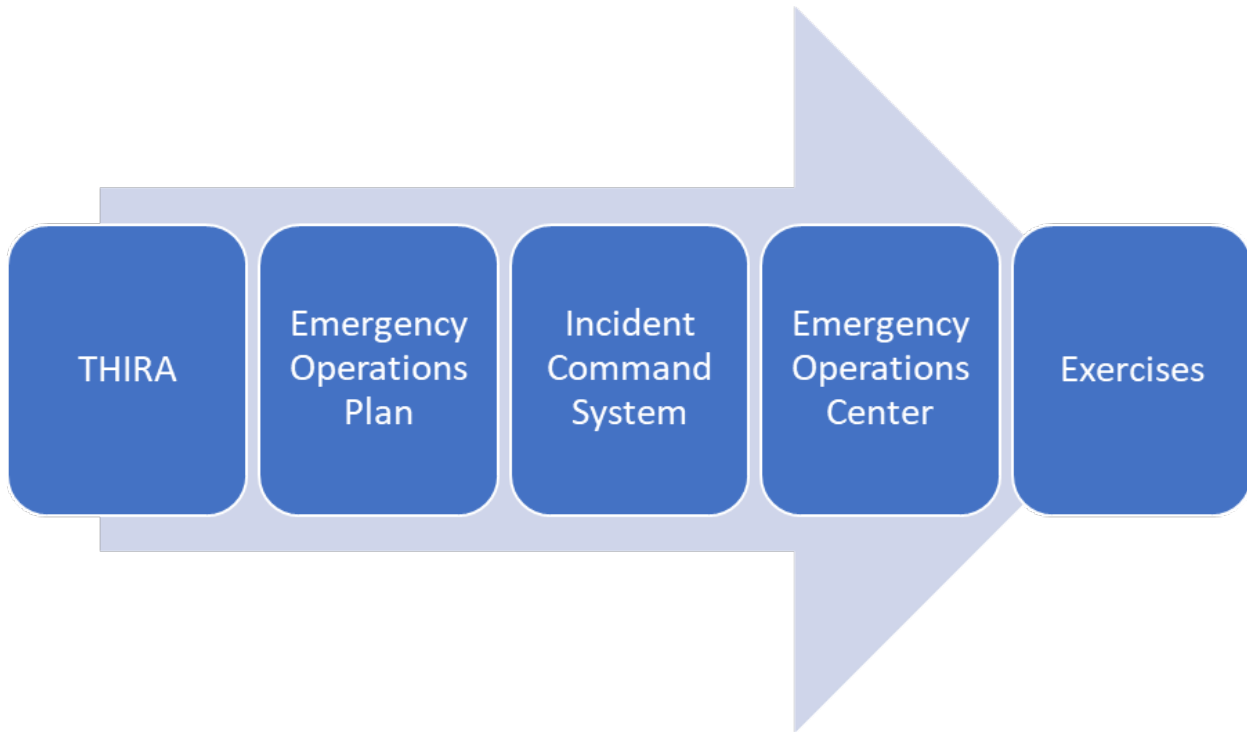 THIRA
Emergency
Operations
Plan
Incident
Command
System
Emergency
Operations
Center
Exercises